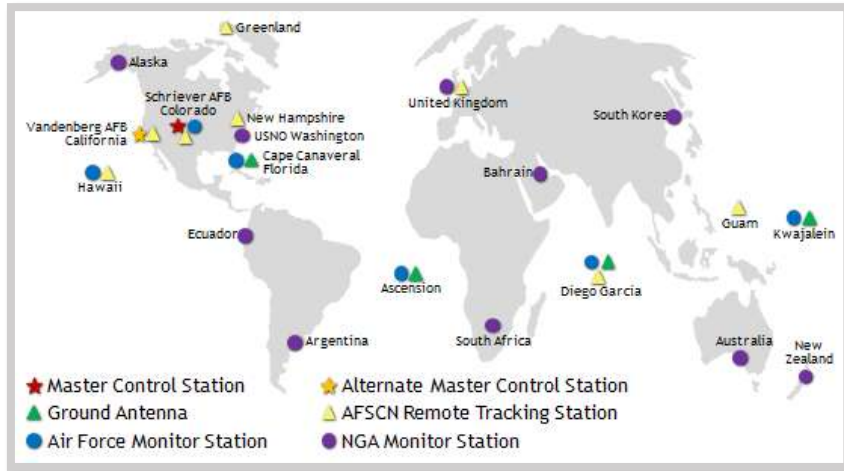 Greenland
Alaska
Schriever AFB
Colorado
New Hampshire
United Kingdom
South Korea
Vandenberg AFB
California
USNO Washington
Cape Canaveral
Florida
Hawaii
Bahrain
Guam
Kwajalein
Ecuador
Ascension
Diego Garcia
Argentina
South Africa
Australia
New
Zealand
Master Control Station
Alternate Master Control Station
Ground Antenna
AFSCN Remote Tracking Station
Air Force Monitor Station
NGA Monitor Station